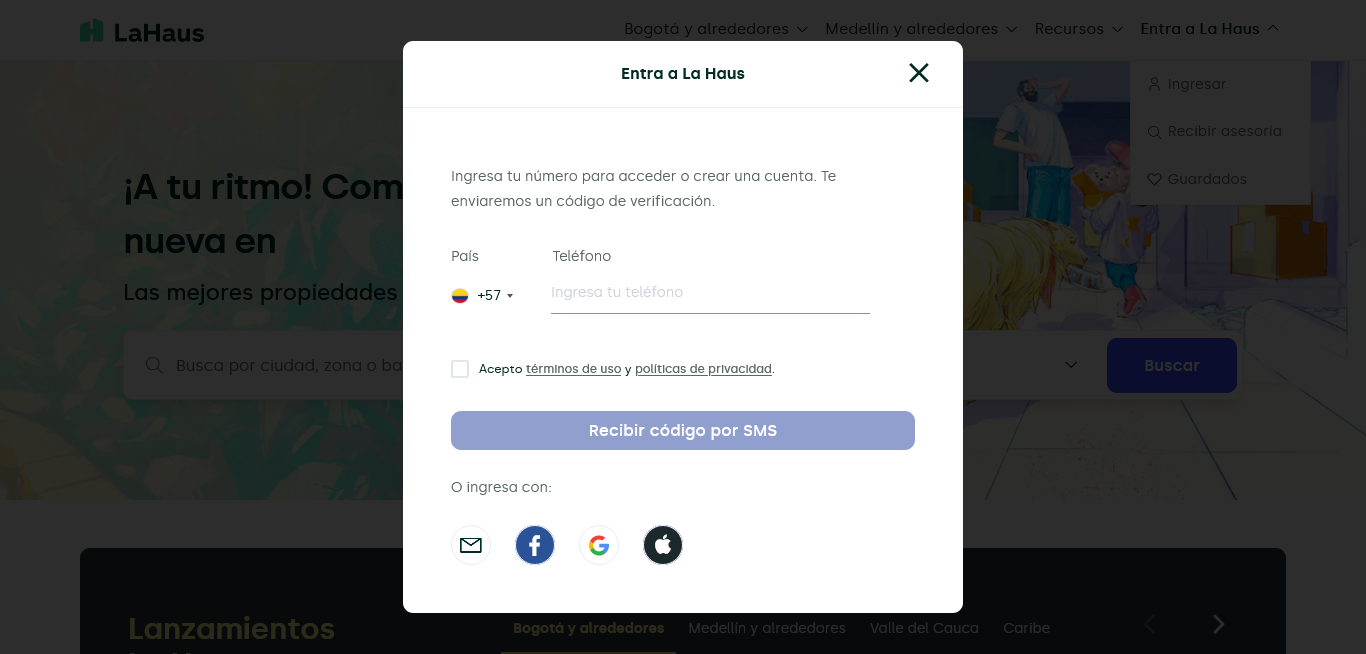 LaHaus
Bogotá y alrededores
Medellín y alrededores
Recursos
Entra a La Haus
Entra a La Haus
Ingresar
Recibir asesoría
Guardados
¡A tu ritmo! Com
nueva en
Las mejores propiedades
Busca por ciudad, zona o ba
Buscar
Ingresa tu número para acceder o crear una cuenta. Te
enviaremos un código de verificación.
País
Teléfono
+57
Ingresa tu teléfono
Acepto términos de uso y políticas de privacidad.
Recibir código por SMS
O ingresa con:
Lanzamientos
Bogotá y alrededores
Medellín y alrededores
Valle del Cauca
Caribe